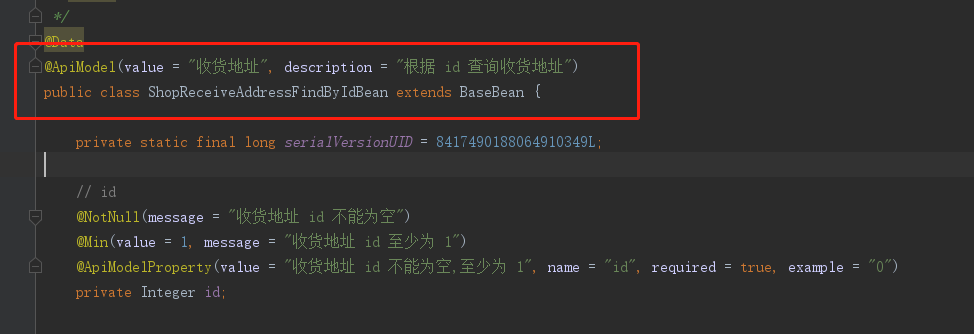 */
@Data
@ApiModel(value = "收货地址", description = "根据 id 查询收货地址")
public class ShopReceiveAddressFindByIdBean extends BaseBean {
private static final long serialVersionUID = 8417490188064910349L;
// id
@NotNull(message = "收货地址 id 不能为空")
@Min(value = 1, message = "收货地址 id 至少为 1")
@ApiModelProperty(value = "收货地址 id 不能为空,至少为 1", name = "id", required = true, example = "0")
private Integer id;